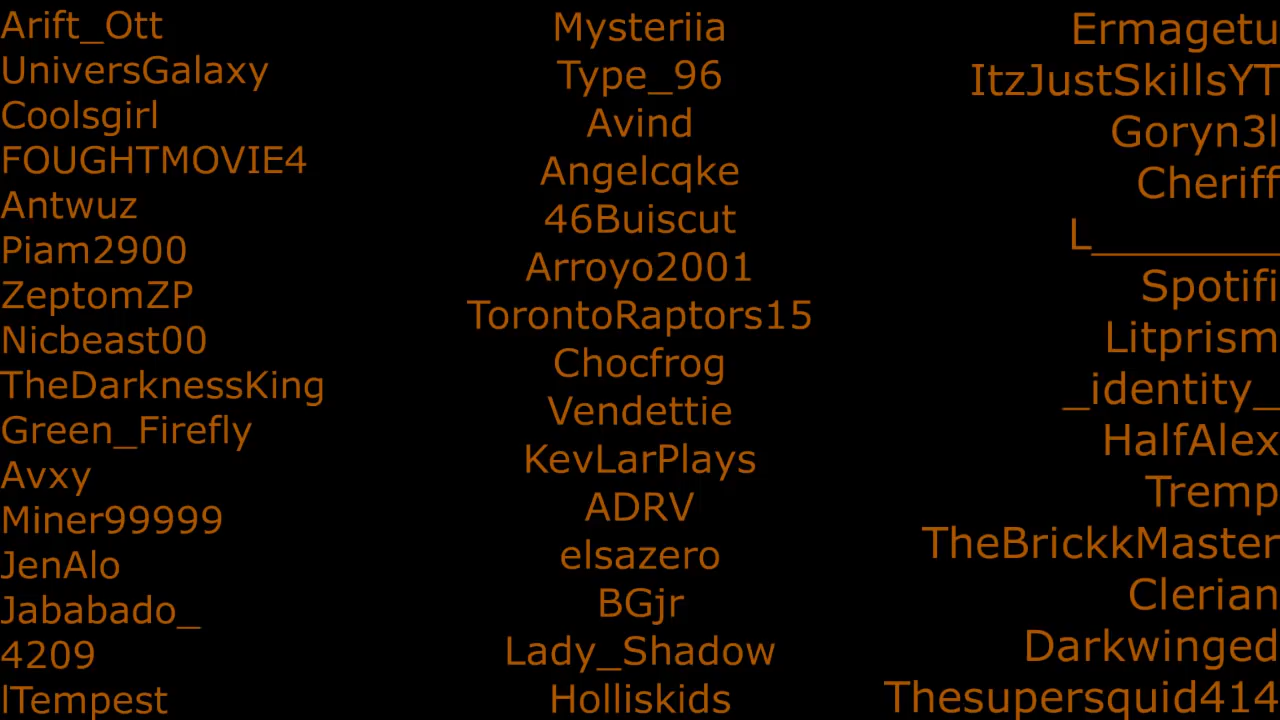 Arift_Ott
UniversGalaxy
Coolsgirl
FOUGHTMOVIE4
Antwuz
Piam2900
ZeptomZP
Nicbeast00
TheDarknessKing
Green_Firefly
Avxy
Miner99999
JenAlo
Jababado_
4209
lTempest
Mysteriia
Type_96
Avind
Angelcqke
46Buiscut
Arroyo2001
TorontoRaptors15
Chocfrog
Vendettie
KevLarPlays
ADRV
elsazero
BGjr
Lady_Shadow
Holliskids
Ermagetu
ItzJustSkillsYT
Goryn3l
Cheriff
L________
Spotifi
Litprism
_identity_
HalfAlex
Tremp
TheBrickkMaster
Clerian
Darkwinged
Thesupersquid414